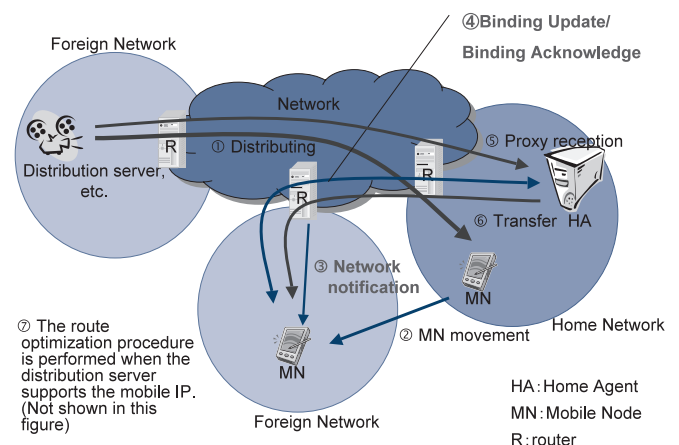 ④Binding Update/
Binding Acknowledge
Foreign Network
Network
R
① Distributing
Distribution server,
etc.
⑤ Proxy reception
R
R
⑥ Transfer HA
③ Network
notification
MN
② MN movement
Home Network
MN
Foreign Network
⑦ The route
optimization procedure
is performed when the
distribution server
supports the mobile IP.
(Not shown in this
figure)
HA:Home Agent
MN:Mobile Node
R:router